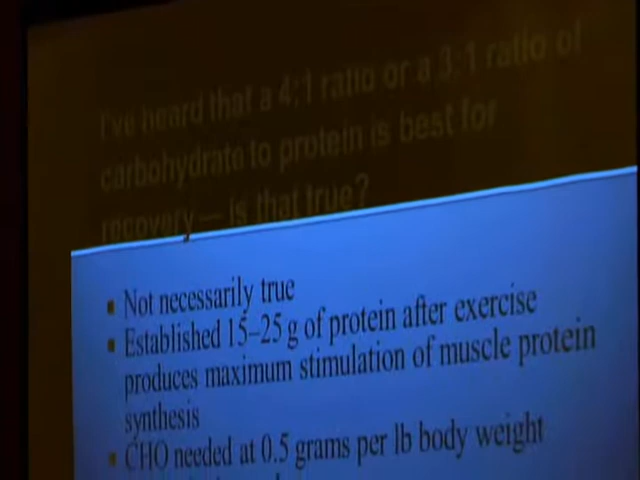 I've heard that a 4:1 ratio or a 3:1 ratio of
carbohydrate to protein is best for
recovery — is that true?
▪ Not necessarily true
▪ Established 15–25 g of protein after exercise
produces maximum stimulation of muscle protein
synthesis
▪ CHO needed at 0.5 grams per lb body weight